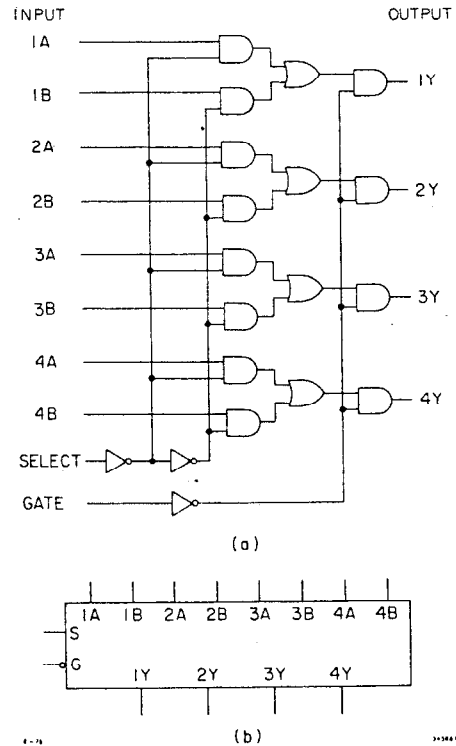 INPUT OUTPUT
1A
1Y
1B
2A
2Y
2B
3A
3Y
3B
4A
4Y
4B
SELECT
GATE
(a)
1A 1B 2A 2B 3A 3B 4A 4B
S
G
1Y 2Y 3Y 4Y
(b)